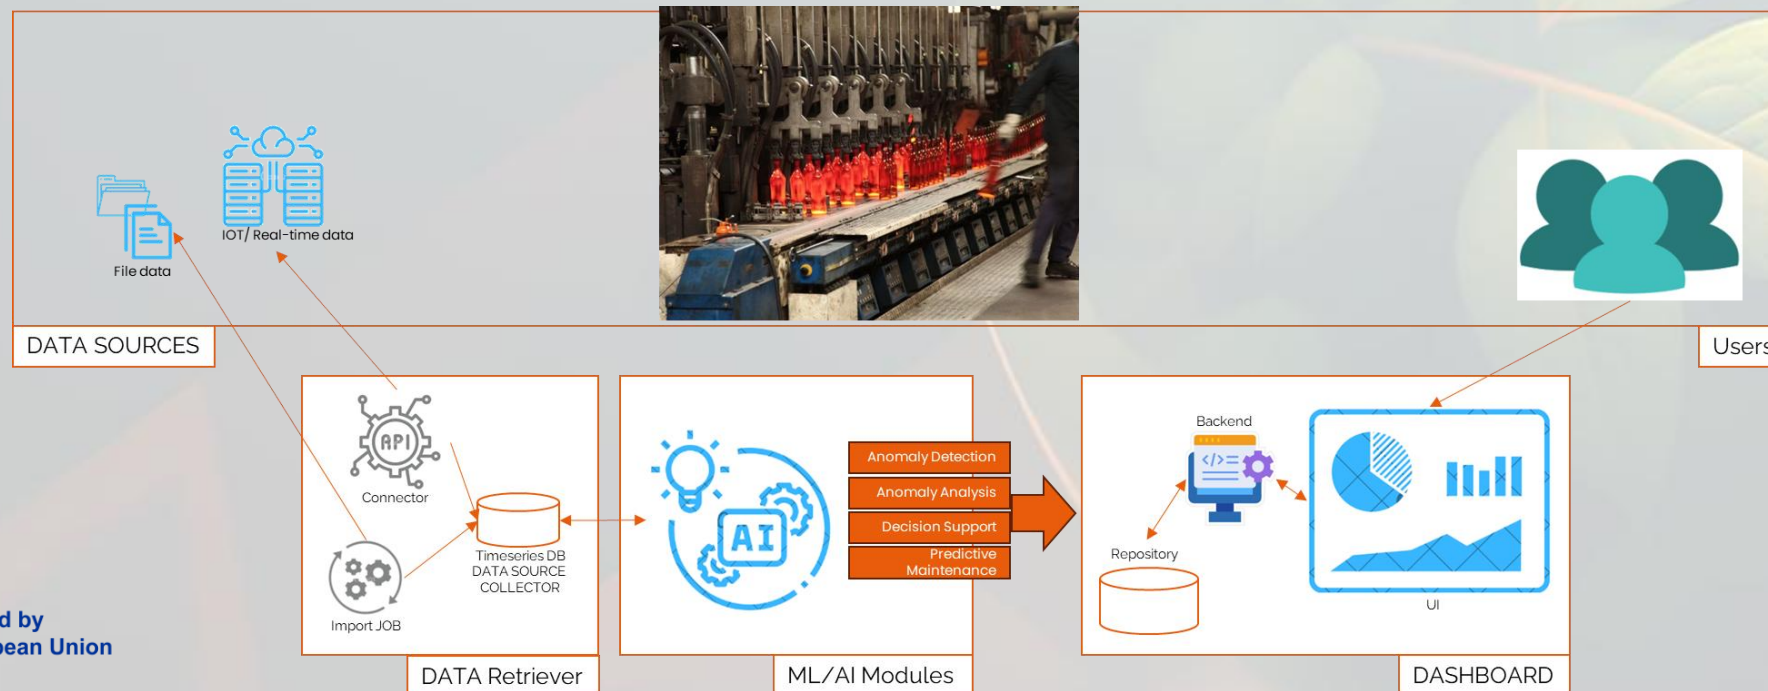 IOT/ Real-time data
File data
DATA SOURCES
Users
API
Connector
Import JOB
Timeseries DB
DATA SOURCE
COLLECTOR
DATA Retriever
AI
Anomaly Detection
Anomaly Analysis
Decision Support
Predictive
Maintenance
ML/AI Modules
Backend
</>
Repository
UI
DASHBOARD
d by
pean Union